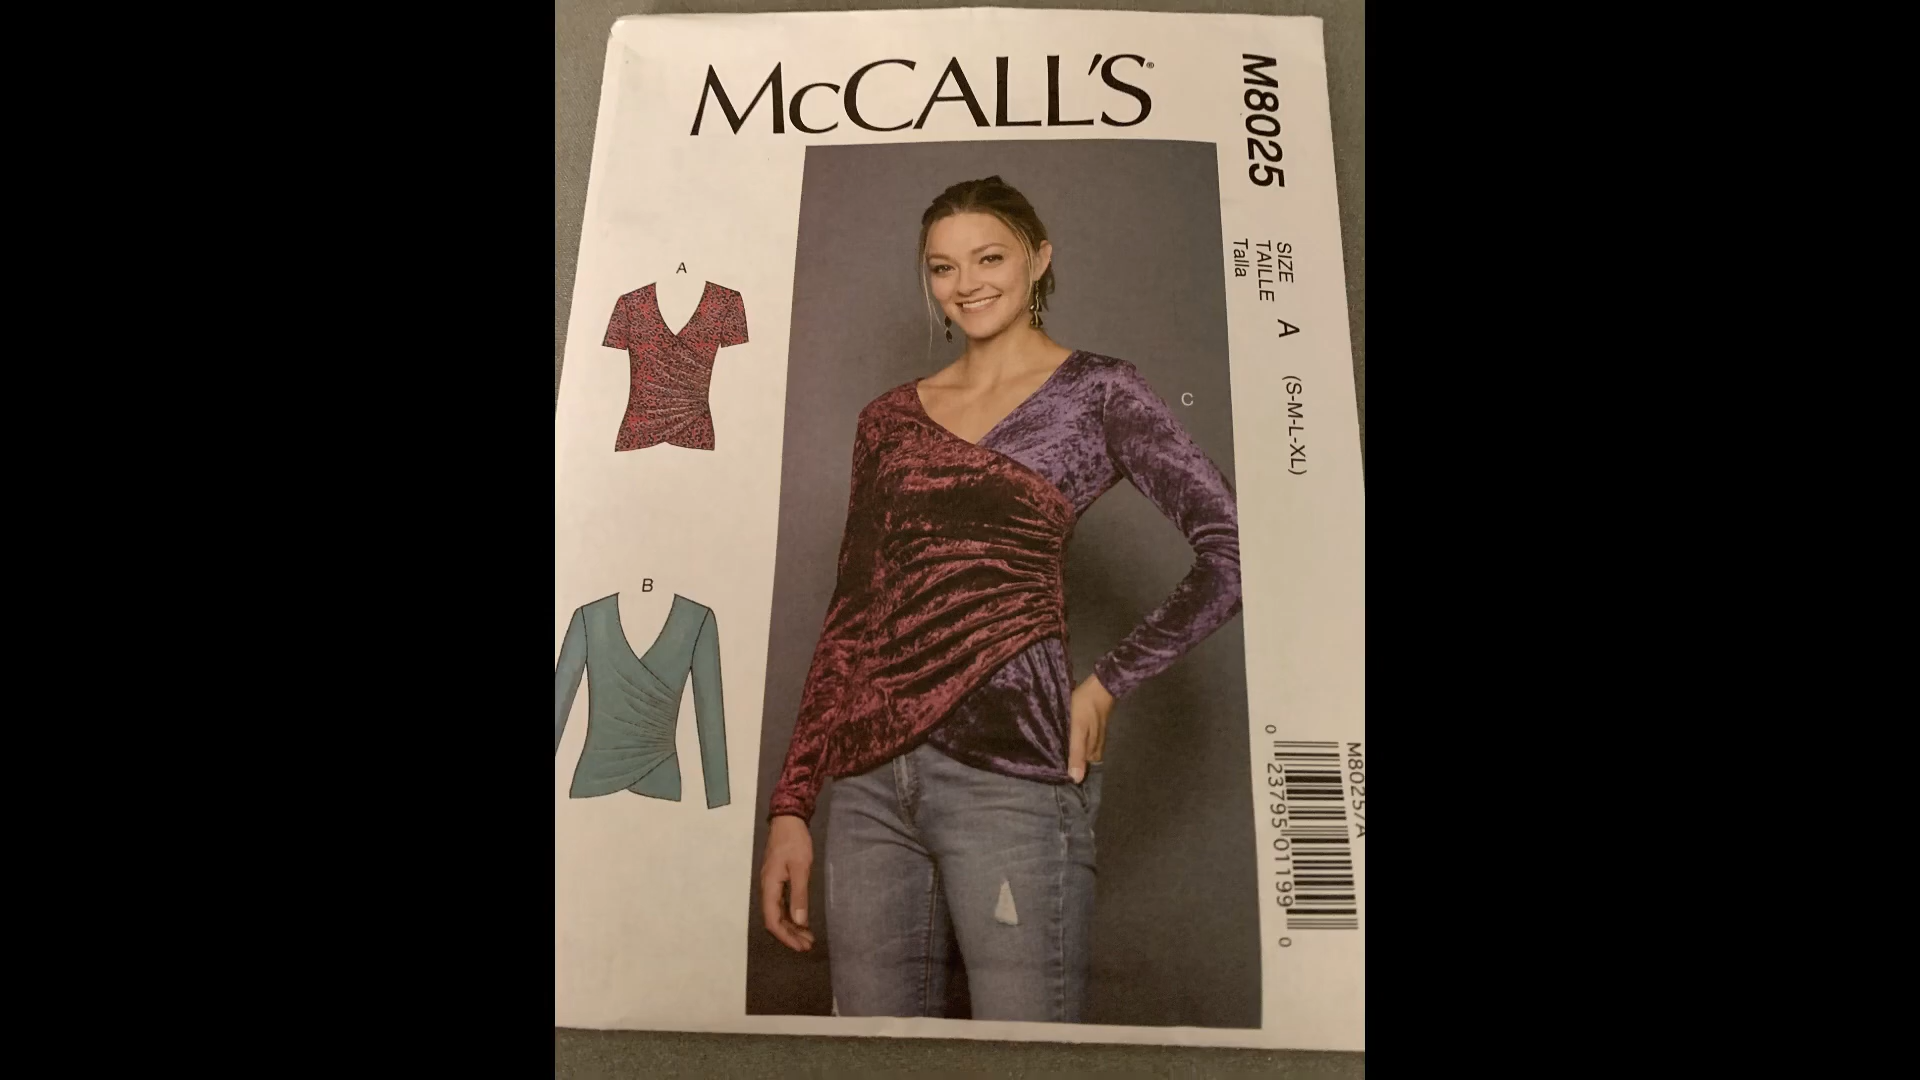 McCALL'S®
M8025
SIZE
TAILLE
Talla
A
(S-M-L-XL)
A
B
C
M8025/A
0 23795 01199 0